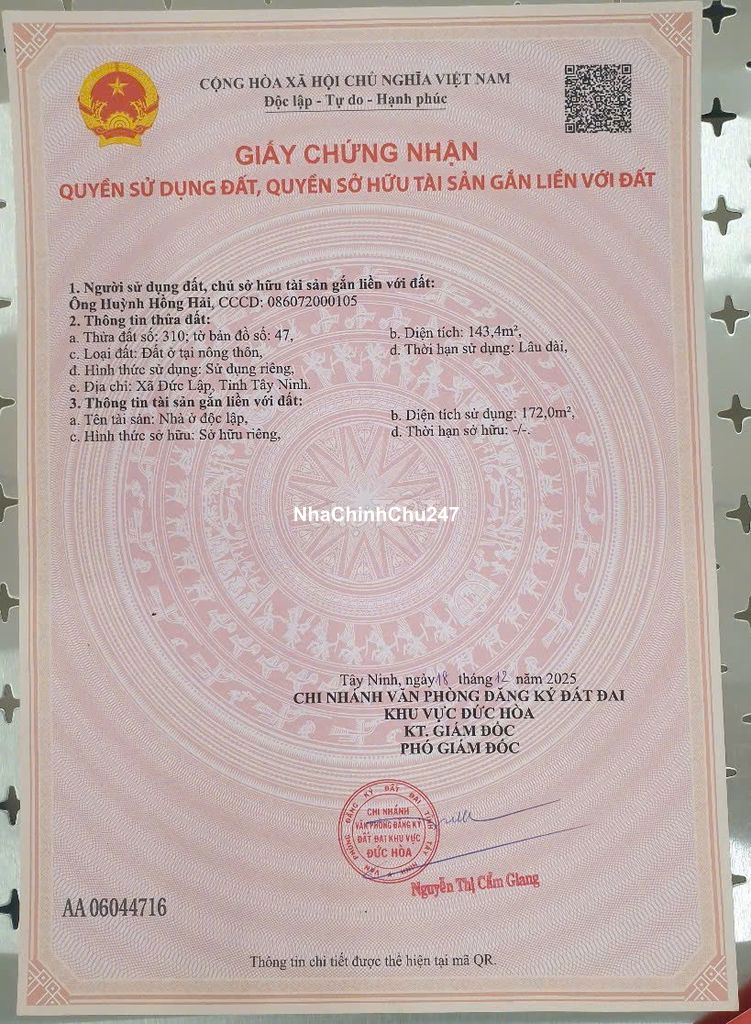 CỘNG HÒA XÃ HỘI CHỦ NGHĨA VIỆT NAM
Độc lập - Tự do - Hạnh phúc
GIẤY CHỨNG NHẬN
QUYỀN SỬ DỤNG ĐẤT, QUYỀN SỞ HỮU TÀI SẢN GẮN LIỀN VỚI ĐẤT
1. Người sử dụng đất, chủ sở hữu tài sản gắn liền với đất:
Ông Huỳnh Hồng Hải, CCCD: 086072000105
2. Thông tin thửa đất:
a. Thửa đất số: 310; tờ bản đồ số: 47, b. Diện tích: 143,4m²,
c. Loại đất: Đất ở tại nông thôn, d. Thời hạn sử dụng: Lâu dài,
đ. Hình thức sử dụng: Sử dụng riêng,
e. Địa chỉ: Xã Đức Lập, Tỉnh Tây Ninh.
3. Thông tin tài sản gắn liền với đất:
a. Tên tài sản: Nhà ở độc lập, b. Diện tích sử dụng: 172,0m²,
c. Hình thức sở hữu: Sở hữu riêng, d. Thời hạn sở hữu: -/-.
NhaChinhChu247
Tây Ninh, ngày 18 tháng 12 năm 2025
CHI NHÁNH VĂN PHÒNG ĐĂNG KÝ ĐẤT ĐAI
KHU VỰC ĐỨC HÒA
KT. GIÁM ĐỐC
PHÓ GIÁM ĐỐC
VĂN PHÒNG ĐĂNG KÝ ĐẤT ĐAI TỈNH TÂY NINH
CHI NHÁNH
VĂN PHÒNG ĐĂNG KÝ
ĐẤT ĐAI KHU VỰC
ĐỨC HÒA
Nguyễn Thị Cẩm Giang
AA 06044716
Thông tin chi tiết được thể hiện tại mã QR.